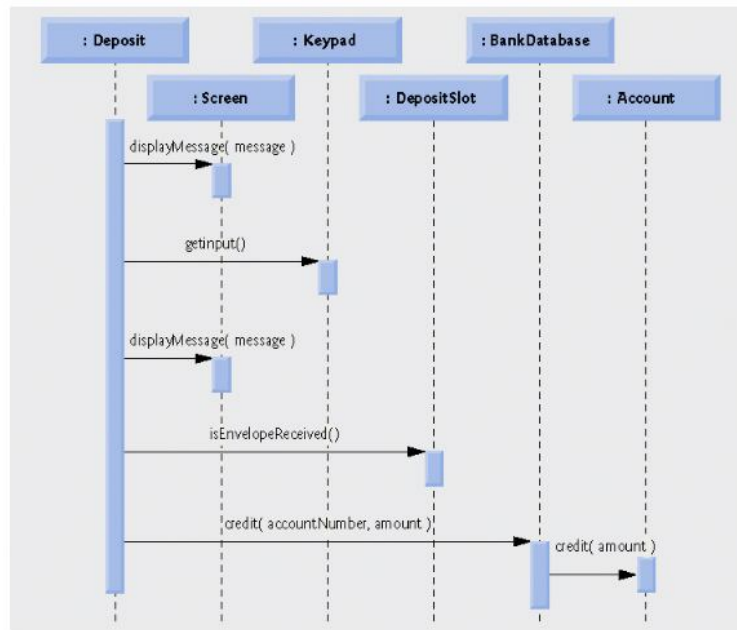 : Deposit
: Keypad
: BankDatabase
: Screen
: DepositSlot
: Account
displayMessage( message )
getinput()
displayMessage( message )
isEnvelopeReceived()
credit( accountNumber, amount )
credit( amount )